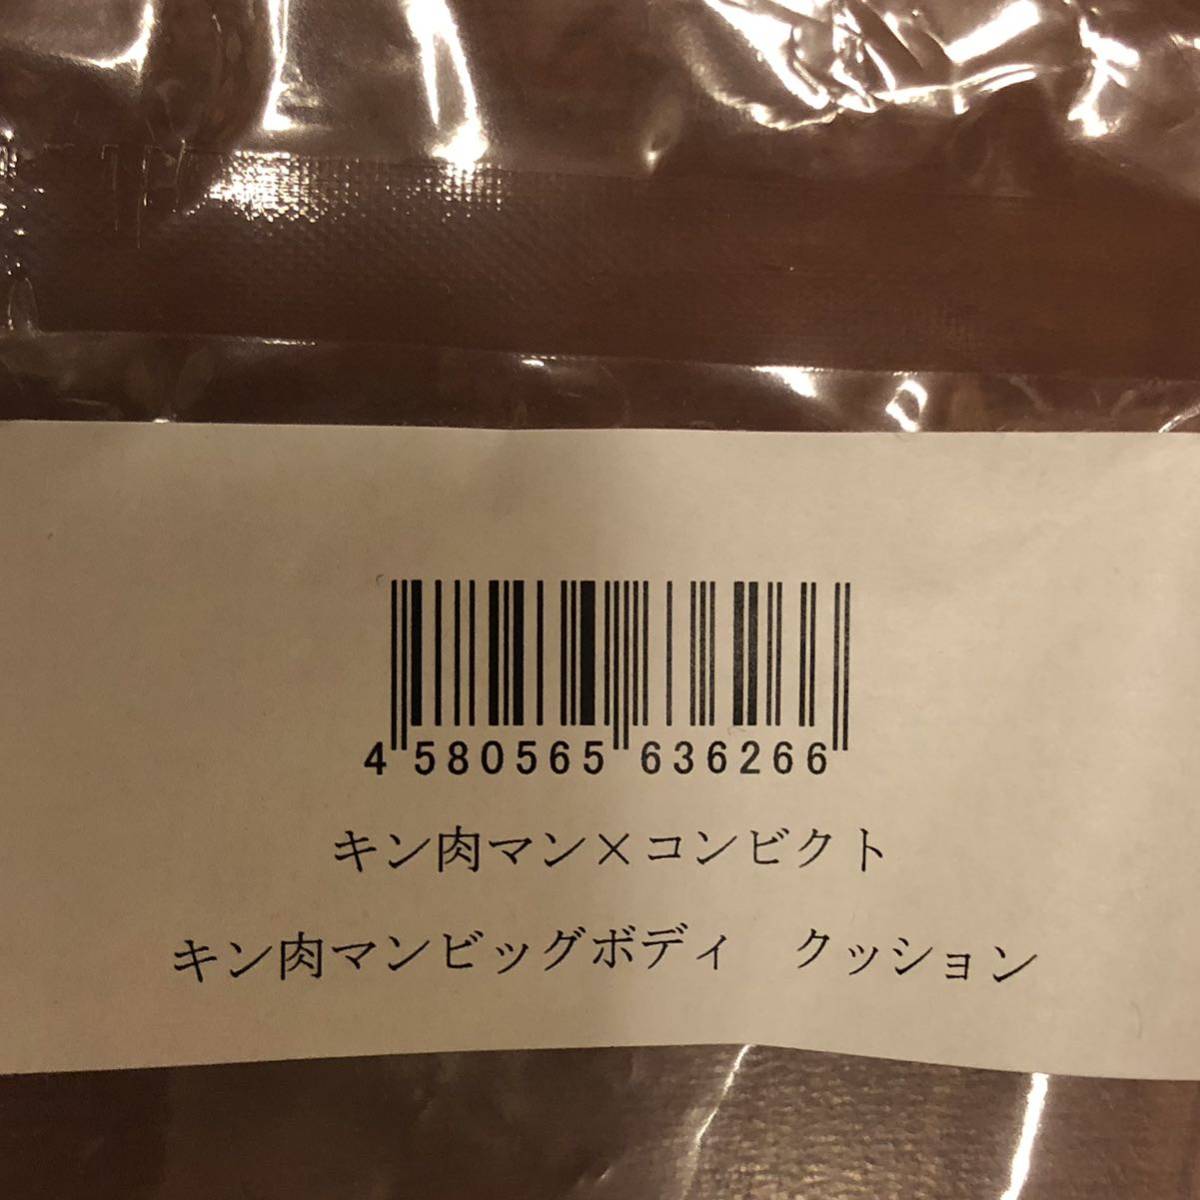 4 580565 636266
キン肉マン×コンビクト
キン肉マンビッグボディ　クッション